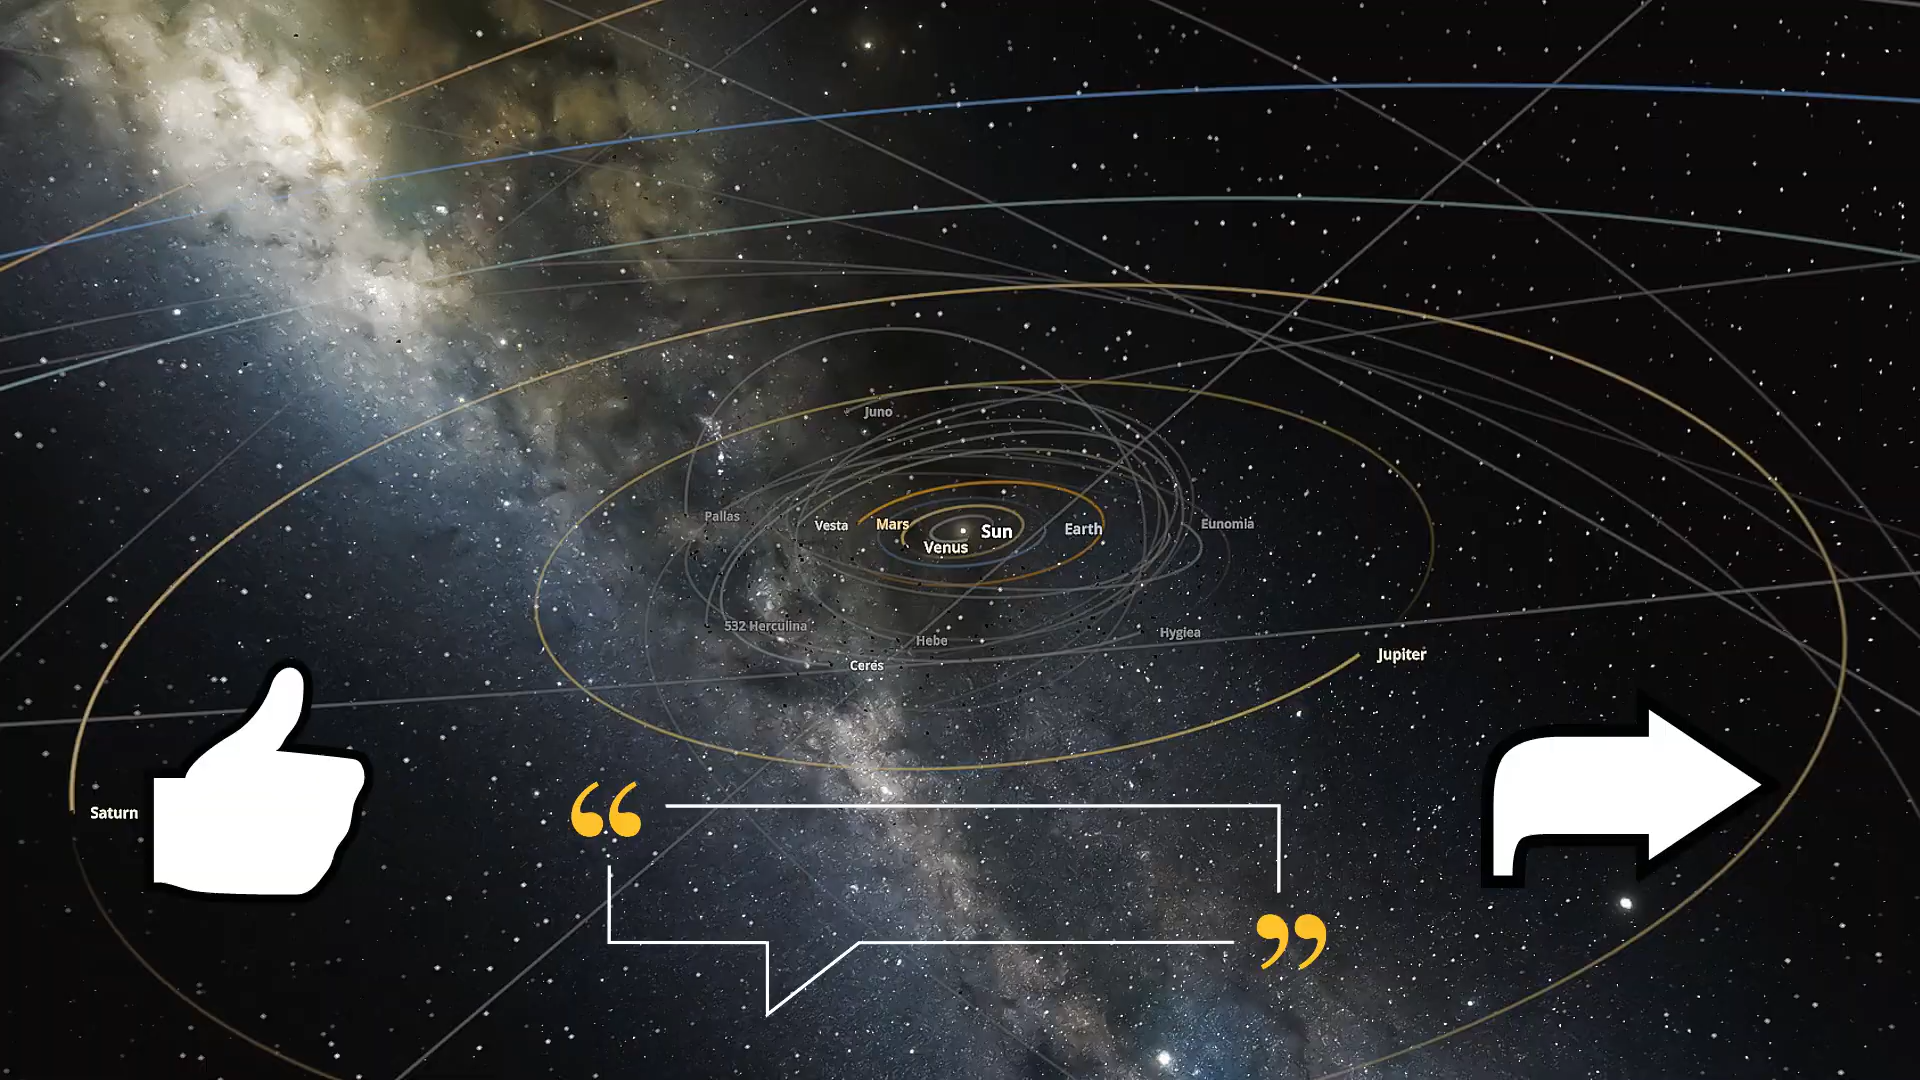 Juno
Pallas
Vesta
Mars
Sun
Earth
Eunomia
Venus
532 Herculina
Hebe
Hygiea
Ceres
Jupiter
Saturn
“
”